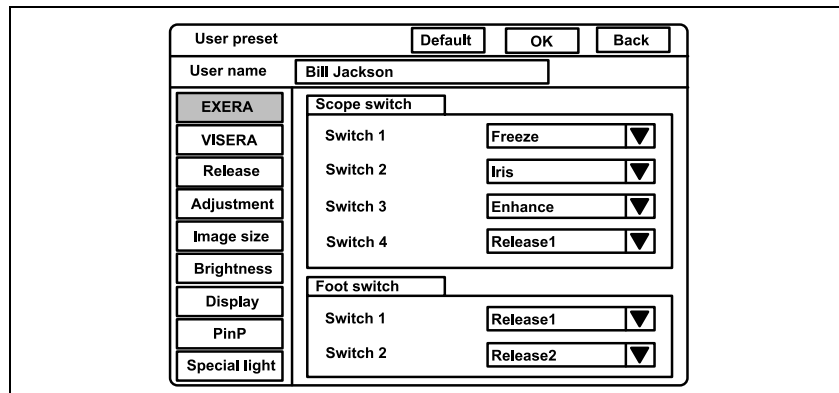 User preset Default OK Back
User name Bill Jackson
EXERA
VISERA
Release
Adjustment
Image size
Brightness
Display
PinP
Special light
Scope switch
Switch 1 Freeze
Switch 2 Iris
Switch 3 Enhance
Switch 4 Release1
Foot switch
Switch 1 Release1
Switch 2 Release2